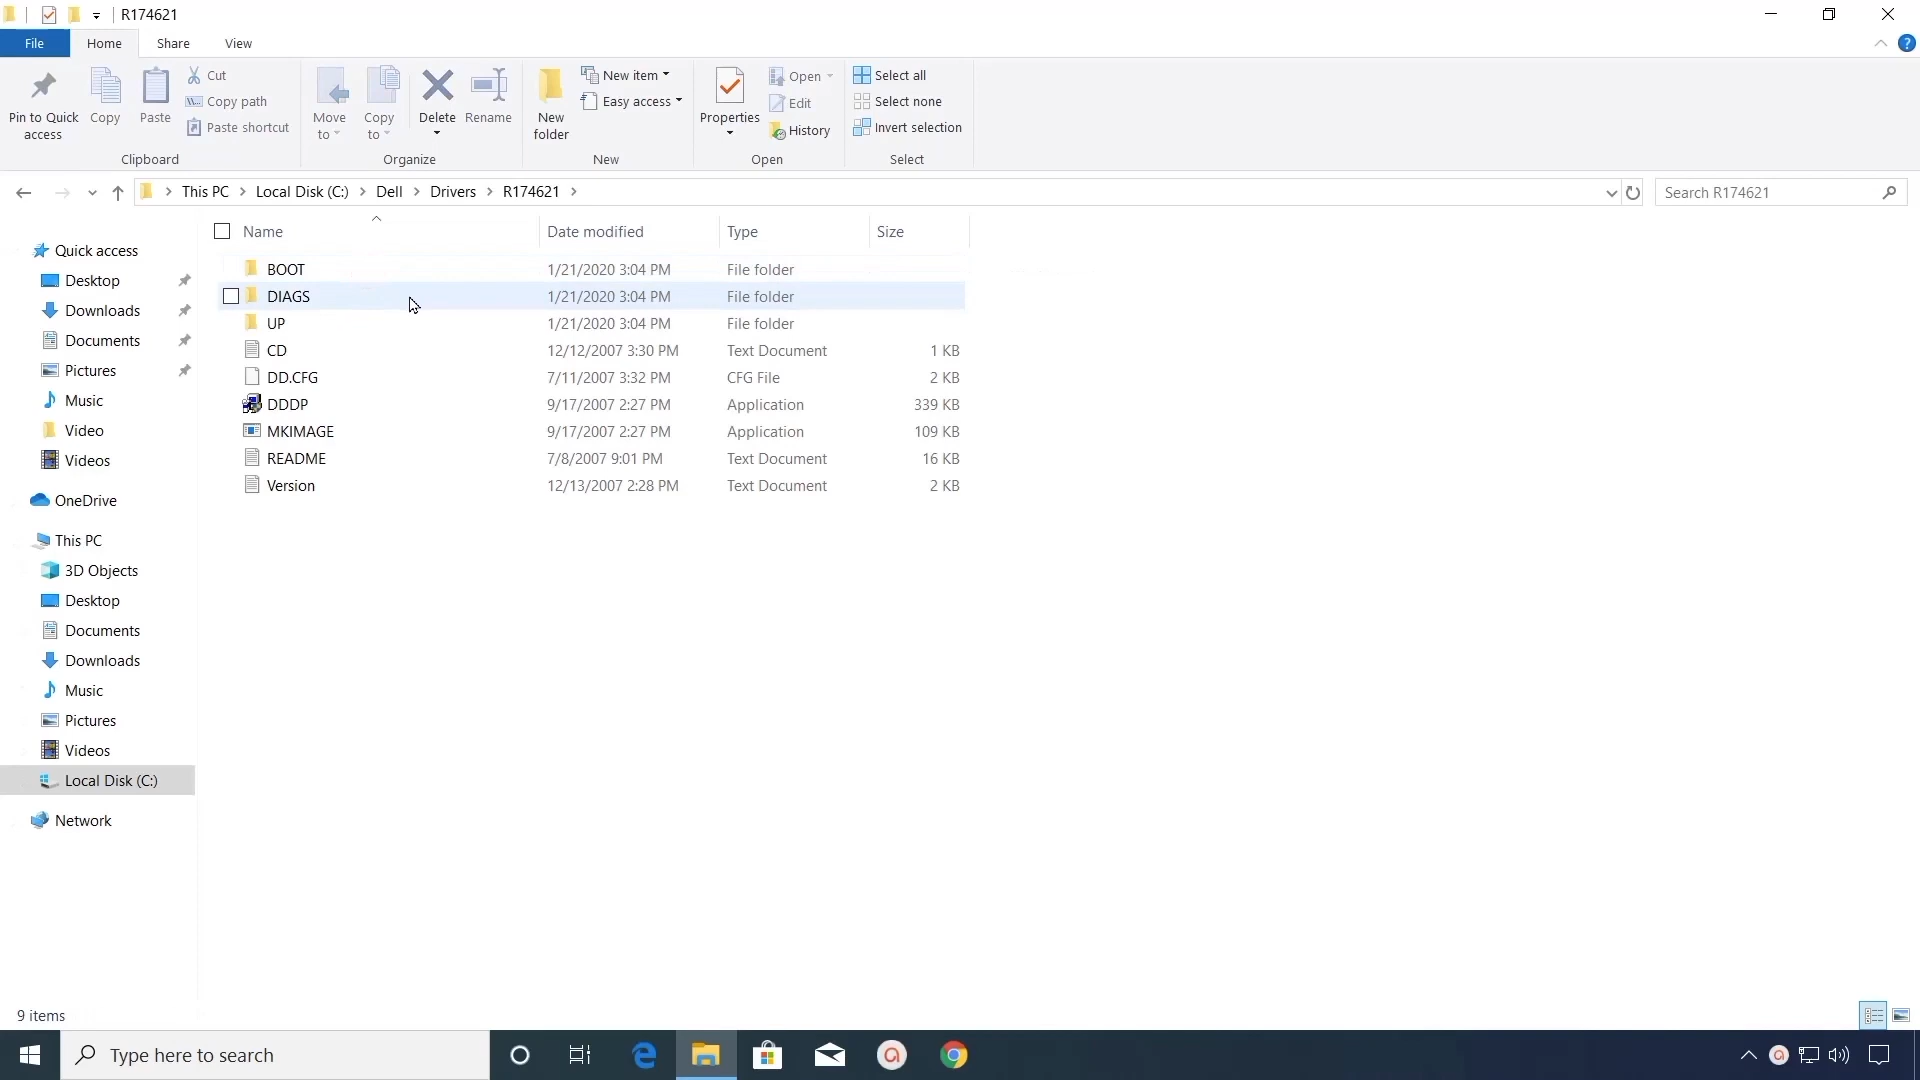 R174621
File Home Share View
Pin to Quick access
Copy
Paste
Cut
Copy path
Paste shortcut
Move to
Copy to
Delete
Rename
New folder
New item
Easy access
Properties
Open
Edit
History
Select all
Select none
Invert selection
Clipboard Organize New Open Select
This PC Local Disk (C:) Dell Drivers R174621
Search R174621
Name Date modified Type Size
BOOT 1/21/2020 3:04 PM File folder
DIAGS 1/21/2020 3:04 PM File folder
UP 1/21/2020 3:04 PM File folder
CD 12/12/2007 3:30 PM Text Document 1 KB
DD.CFG 7/11/2007 3:32 PM CFG File 2 KB
DDDP 9/17/2007 2:27 PM Application 339 KB
MKIMAGE 9/17/2007 2:27 PM Application 109 KB
README 7/8/2007 9:01 PM Text Document 16 KB
Version 12/13/2007 2:28 PM Text Document 2 KB
Quick access
Desktop
Downloads
Documents
Pictures
Music
Video
Videos
OneDrive
This PC
3D Objects
Desktop
Documents
Downloads
Music
Pictures
Videos
Local Disk (C:)
Network
9 items
Type here to search